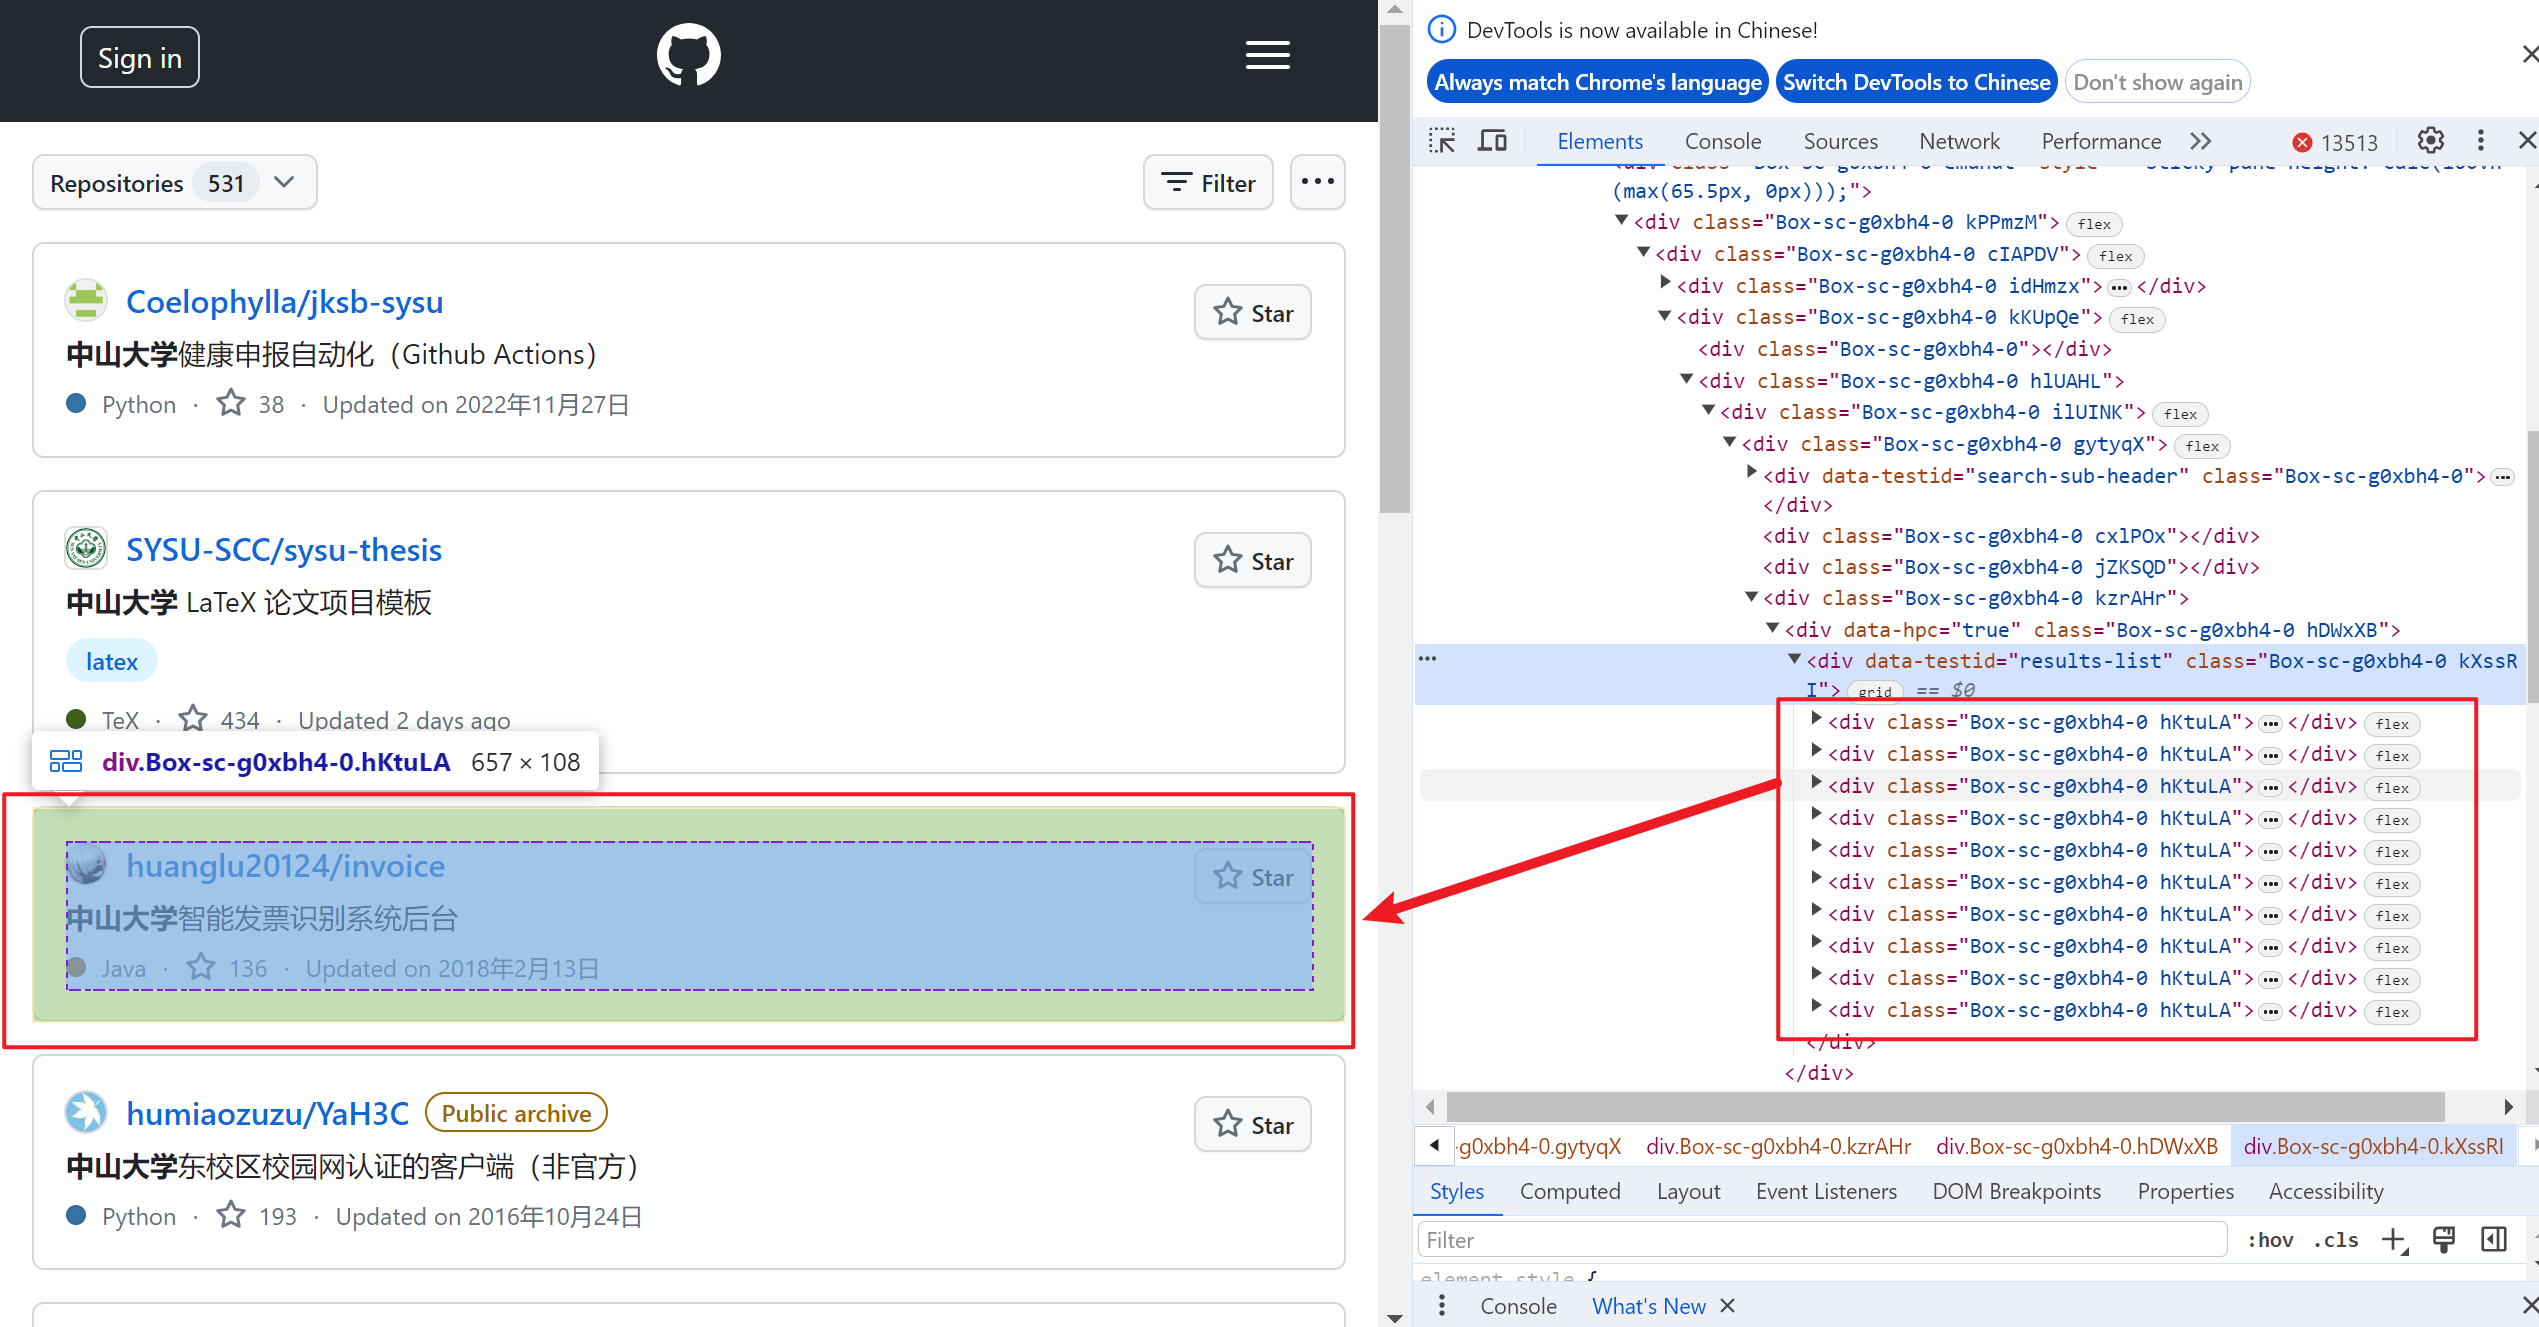 Sign in
Repositories 531
Filter
Coelophylla/jksb-sysu
Star
中山大学健康申报自动化（Github Actions）
Python · 38 · Updated on 2022年11月27日
SYSU-SCC/sysu-thesis
Star
中山大学 LaTeX 论文项目模板
latex
TeX · 434 · Updated 2 days ago
div.Box-sc-g0xbh4-0.hKtuLA 657 × 108
huanglu20124/invoice
Star
中山大学智能发票识别系统后台
Java · 136 · Updated on 2018年2月13日
humiaozuzu/YaH3C Public archive
Star
中山大学东校区校园网认证的客户端（非官方）
Python · 193 · Updated on 2016年10月24日
DevTools is now available in Chinese!
Always match Chrome's language Switch DevTools to Chinese Don't show again
Elements Console Sources Network Performance 13513
(max(65.5px, 0px)));">
<div class="Box-sc-g0xbh4-0 kPPmzM"> flex
<div class="Box-sc-g0xbh4-0 cIAPDV"> flex
<div class="Box-sc-g0xbh4-0 idHmzx"> … </div>
<div class="Box-sc-g0xbh4-0 kKUpQe"> flex
<div class="Box-sc-g0xbh4-0"></div>
<div class="Box-sc-g0xbh4-0 hlUAHL">
<div class="Box-sc-g0xbh4-0 ilUINK"> flex
<div class="Box-sc-g0xbh4-0 gytyqX"> flex
<div data-testid="search-sub-header" class="Box-sc-g0xbh4-0"> …
</div>
<div class="Box-sc-g0xbh4-0 cxlPOx"></div>
<div class="Box-sc-g0xbh4-0 jZKSQD"></div>
<div class="Box-sc-g0xbh4-0 kzrAHr">
<div data-hpc="true" class="Box-sc-g0xbh4-0 hDWxXB">
<div data-testid="results-list" class="Box-sc-g0xbh4-0 kXssR
I"> grid == $0
<div class="Box-sc-g0xbh4-0 hKtuLA"> … </div> flex
<div class="Box-sc-g0xbh4-0 hKtuLA"> … </div> flex
<div class="Box-sc-g0xbh4-0 hKtuLA"> … </div> flex
<div class="Box-sc-g0xbh4-0 hKtuLA"> … </div> flex
<div class="Box-sc-g0xbh4-0 hKtuLA"> … </div> flex
<div class="Box-sc-g0xbh4-0 hKtuLA"> … </div> flex
<div class="Box-sc-g0xbh4-0 hKtuLA"> … </div> flex
<div class="Box-sc-g0xbh4-0 hKtuLA"> … </div> flex
<div class="Box-sc-g0xbh4-0 hKtuLA"> … </div> flex
<div class="Box-sc-g0xbh4-0 hKtuLA"> … </div> flex
</div>
</div>
-g0xbh4-0.gytyqX div.Box-sc-g0xbh4-0.kzrAHr div.Box-sc-g0xbh4-0.hDWxXB div.Box-sc-g0xbh4-0.kXssRI
Styles Computed Layout Event Listeners DOM Breakpoints Properties Accessibility
Filter :hov .cls
element.style {
Console What's New